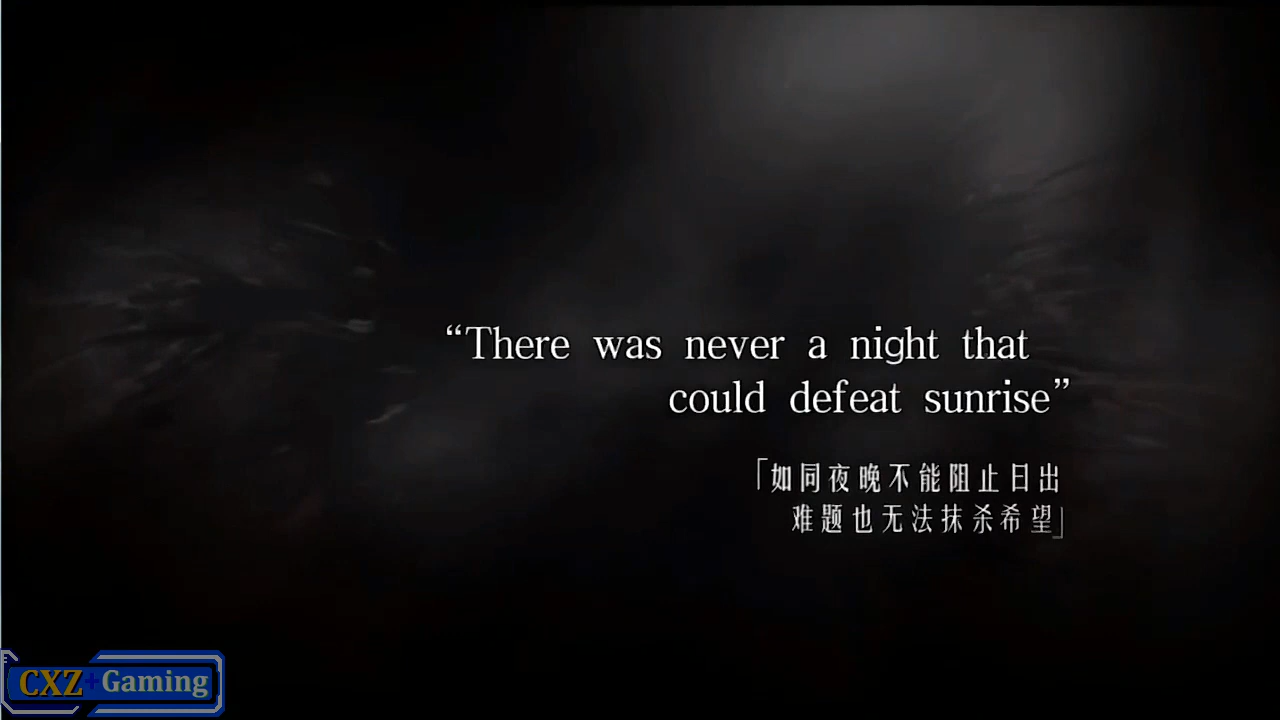 “There was never a night that
could defeat sunrise”
「如同夜晚不能阻止日出
难题也无法抹杀希望」
CXZ+Gaming